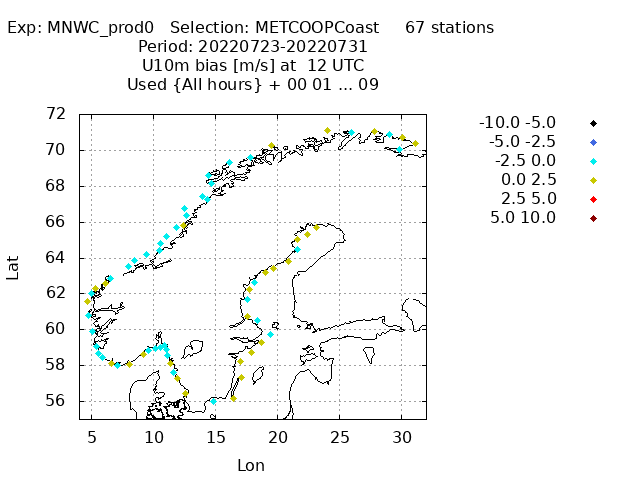 Exp: MNWC_prod0   Selection: METCOOPCoast     67 stations
Period: 20220723-20220731
U10m bias [m/s] at  12 UTC
Used {All hours} + 00 01 ... 09
-10.0 -5.0
-5.0 -2.5
-2.5 0.0
0.0 2.5
2.5 5.0
5.0 10.0
72
70
68
66
64
62
60
58
56
Lat
5 10 15 20 25 30
Lon